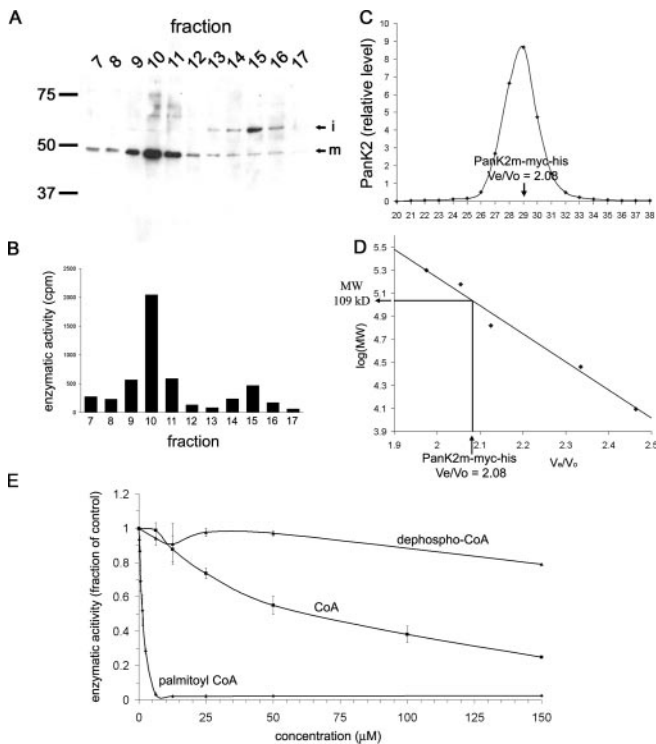 A
fraction
7 8 9 10 11 12 13 14 15 16 17
75
50
37
i
m
B
enzymatic activity (cpm)
2500
2000
1500
1000
500
0
7 8 9 10 11 12 13 14 15 16 17
fraction
C
PanK2 (relative level)
10
9
8
7
6
5
4
3
2
1
0
PanK2m-myc-his
Ve/Vo = 2.08
20 21 22 23 24 25 26 27 28 29 30 31 32 33 34 35 36 37 38
D
log(MW)
5.5
5.3
5.1
4.9
4.7
4.5
4.3
4.1
3.9
MW
109 kD
1.9 2 2.1 2.2 2.3 2.4 2.5
PanK2m-myc-his
Ve/Vo = 2.08
Ve/Vo
E
enzymatic acitivity (fraction of control)
1.2
1
0.8
0.6
0.4
0.2
0
dephospho-CoA
CoA
palmitoyl CoA
0 25 50 100 150
concentration (μM)